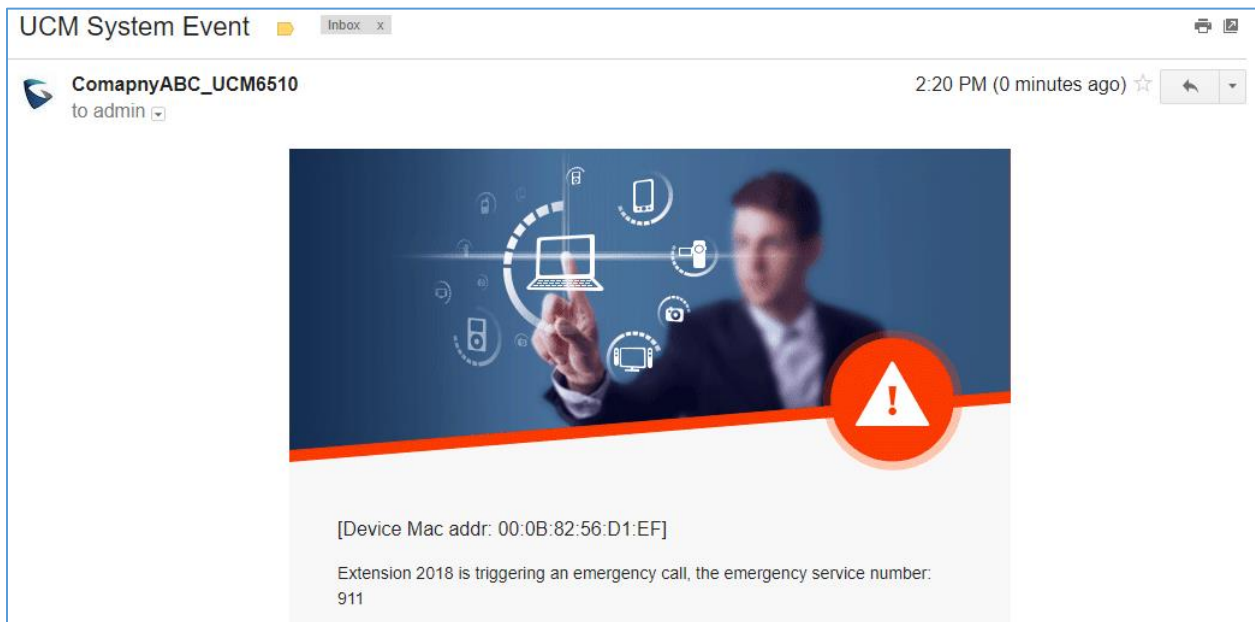 UCM System Event
Inbox x
ComapnyABC_UCM6510
2:20 PM (0 minutes ago)
to admin
[Device Mac addr: 00:0B:82:56:D1:EF]
Extension 2018 is triggering an emergency call, the emergency service number:
911